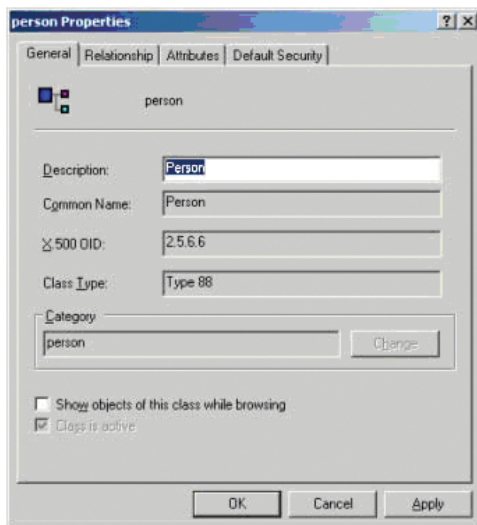 person Properties
General Relationship Attributes Default Security
person
Description: Person
Common Name: Person
X.500 OID: 2.5.6.6
Class Type: Type 88
Category
person Change
Show objects of this class while browsing
Class is active
OK Cancel Apply